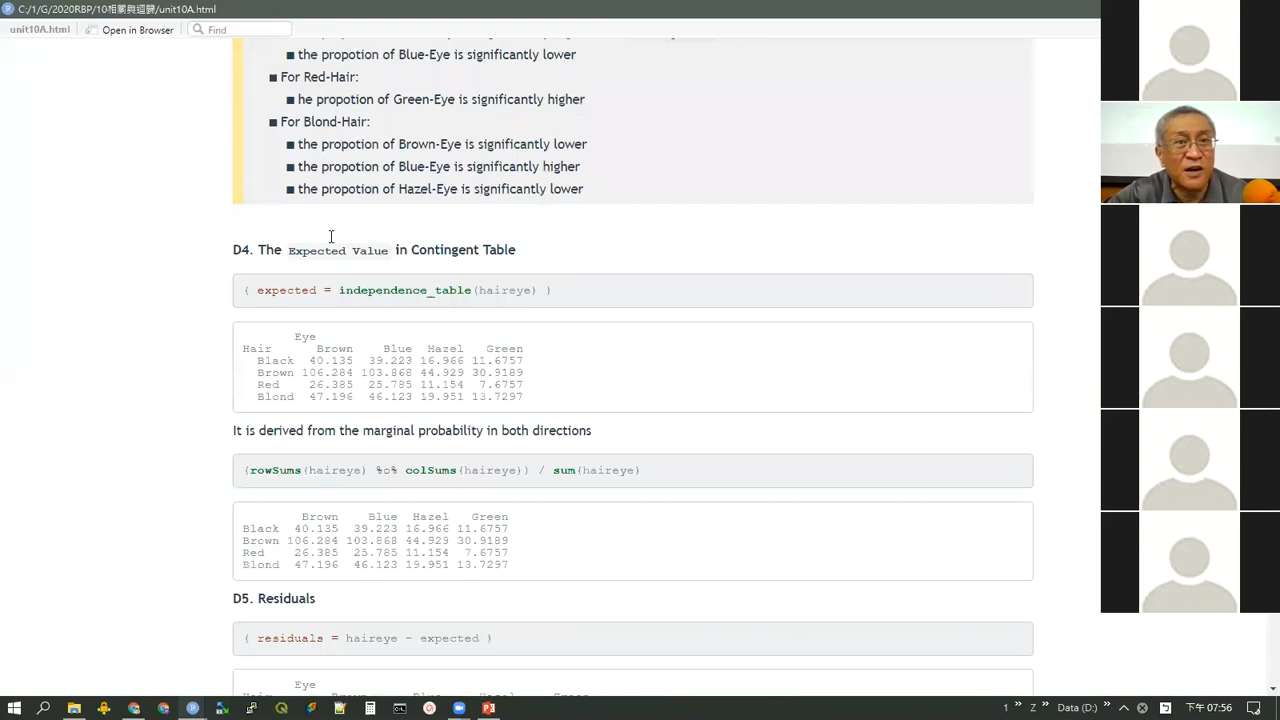 C:/1/G/2020RBP/10相關與迴歸/unit10A.html
unit10A.html
Open in Browser
Find
■ the propotion of Blue-Eye is significantly lower
■ For Red-Hair:
■ he propotion of Green-Eye is significantly higher
■ For Blond-Hair:
■ the propotion of Brown-Eye is significantly lower
■ the propotion of Blue-Eye is significantly higher
■ the propotion of Hazel-Eye is significantly lower
D4. The Expected Value in Contingent Table
( expected = independence_table(haireye) )
Eye
Hair Brown Blue Hazel Green
Black 40.135 39.223 16.966 11.6757
Brown 106.284 103.868 44.929 30.9189
Red 26.385 25.785 11.154 7.6757
Blond 47.196 46.123 19.951 13.7297
It is derived from the marginal probability in both directions
(rowSums(haireye) %o% colSums(haireye)) / sum(haireye)
Brown Blue Hazel Green
Black 40.135 39.223 16.966 11.6757
Brown 106.284 103.868 44.929 30.9189
Red 26.385 25.785 11.154 7.6757
Blond 47.196 46.123 19.951 13.7297
D5. Residuals
( residuals = haireye - expected )
Eye
1 Z Data (D:) 下午 07:56